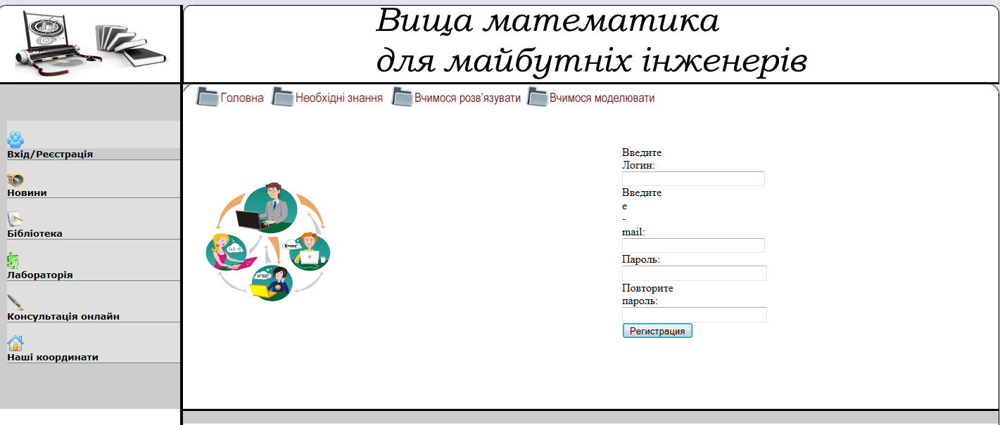 Вища математика
для майбутніх інженерів
Головна Необхідні знання Вчимося розв'язувати Вчимося моделювати
Вхід/Реєстрація
Новини
Бібліотека
Лабораторія
Консультація онлайн
Наші координати
E=mc²
Введите
Логин:
Введите
e
-
mail:
Пароль:
Повторите
пароль:
Регистрация